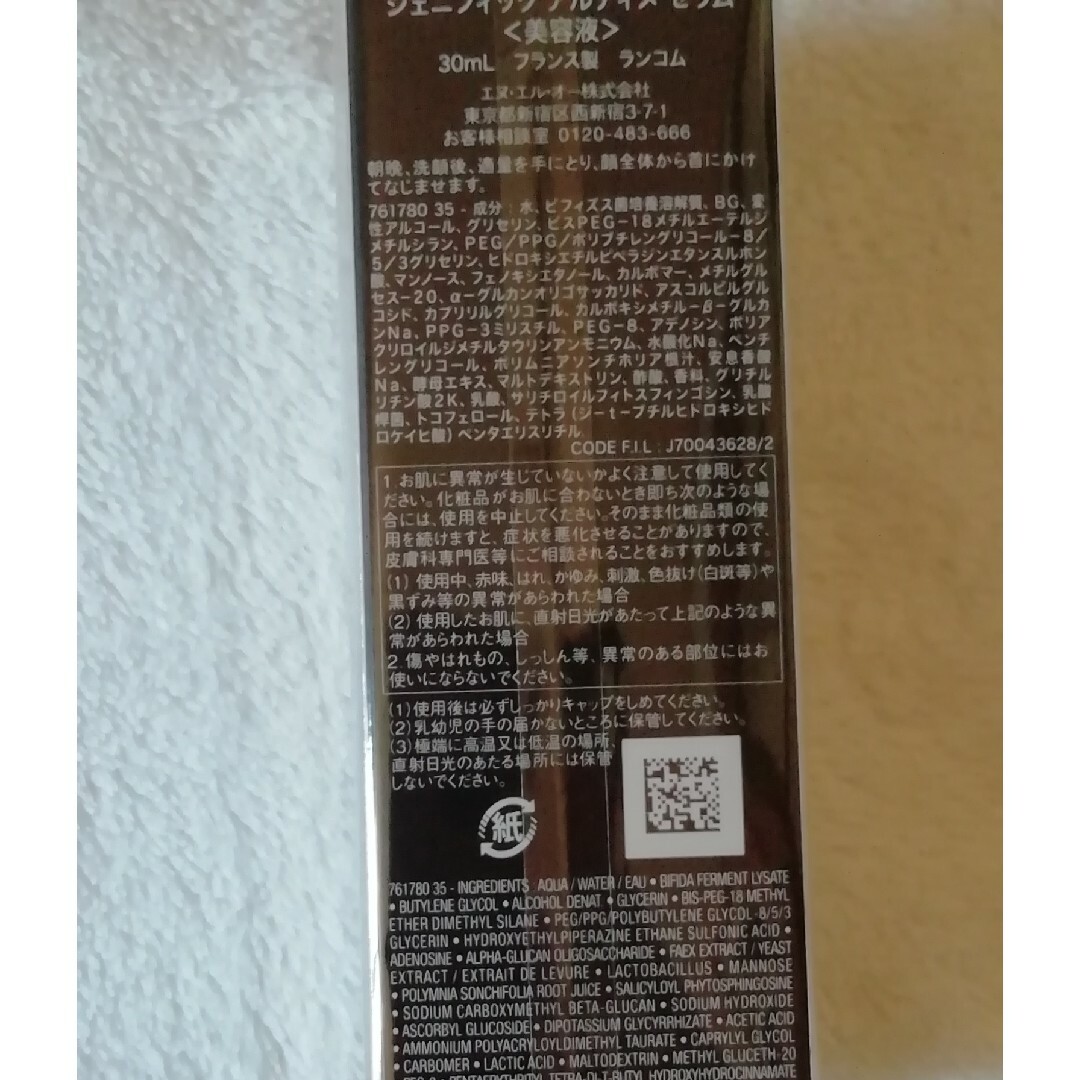 ジェニフィック アルティメ セラム
<美容液>
30mL フランス製 ランコム
エヌ・エル・オー株式会社
東京都新宿区西新宿3-7-1
お客様相談室 0120-483-666
朝晩、洗顔後、適量を手にとり、顔全体から首にかけ
てなじませます。
761780 35 - 成分：水、ビフィズス菌培養溶解質、BG、変
性アルコール、グリセリン、ビスPEG-18メチルエーテルジ
メチルシラン、PEG/PPG/ポリブチレングリコール-8/
5/3グリセリン、ヒドロキシエチルピペラジンエタンスルホン
酸、マンノース、フェノキシエタノール、カルボマー、メチルグル
セス-20、α-グルカンオリゴサッカリド、アスコルビルグル
コシド、カプリリルグリコール、カルボキシメチル-β-グルカ
ンNa、PPG-3ミリスチル、PEG-8、アデノシン、ポリア
クリロイルジメチルタウリンアンモニウム、水酸化Na、ペンチ
レングリコール、ポリムニアソンチホリア根汁、安息香酸
Na、酵母エキス、マルトデキストリン、酢酸、香料、グリチル
リチン酸2K、乳酸、サリチロイルフィトスフィンゴシン、乳酸
桿菌、トコフェロール、テトラ(ジ-t-ブチルヒドロキシヒド
ロケイヒ酸)ペンタエリスリチル
CODE F.I.L : J70043628/2
1. お肌に異常が生じていないかよく注意して使用してく
ださい。化粧品がお肌に合わないとき即ち次のような場
合には、使用を中止してください。そのまま化粧品類の使
用を続けますと、症状を悪化させることがありますので、
皮膚科専門医等にご相談されることをおすすめします。
(1) 使用中、赤味、はれ、かゆみ、刺激、色抜け(白斑等)や
黒ずみ等の異常があらわれた場合
(2) 使用したお肌に、直射日光があたって上記のような異
常があらわれた場合
2. 傷やはれもの、しっしん等、異常のある部位にはお
使いにならないでください。
(1)使用後は必ずしっかりキャップをしめてください。
(2)乳幼児の手の届かないところに保管してください。
(3)極端に高温又は低温の場所、
直射日光のあたる場所には保管
しないでください。
紙
761780 35 - INGREDIENTS : AQUA / WATER / EAU • BIFIDA FERMENT LYSATE
• BUTYLENE GLYCOL • ALCOHOL DENAT • GLYCERIN • BIS-PEG-18 METHYL
ETHER DIMETHYL SILANE • PEG/PPG/POLYBUTYLENE GLYCOL-8/5/3
GLYCERIN • HYDROXYETHYLPIPERAZINE ETHANE SULFONIC ACID •
ADENOSINE • ALPHA-GLUCAN OLIGOSACCHARIDE • FAEX EXTRACT / YEAST
EXTRACT / EXTRAIT DE LEVURE • LACTOBACILLUS • MANNOSE
• POLYMNIA SONCHIFOLIA ROOT JUICE • SALICYLOYL PHYTOSPHINGOSINE
• SODIUM CARBOXYMETHYL BETA-GLUCAN • SODIUM HYDROXIDE
• ASCORBYL GLUCOSIDE • DIPOTASSIUM GLYCYRRHIZATE • ACETIC ACID
• AMMONIUM POLYACRYLOYLDIMETHYL TAURATE • CAPRYLYL GLYCOL
• CARBOMER • LACTIC ACID • MALTODEXTRIN • METHYL GLUCETH-20
PEG-8 • PENTAERYTHRITYL TETRA-DI-T-BUTYL HYDROXYHYDROCINNAMATE